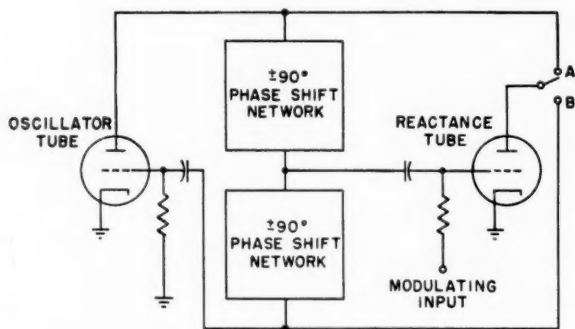 ±90°
PHASE SHIFT
NETWORK
OSCILLATOR
TUBE
REACTANCE
TUBE
A
B
±90°
PHASE SHIFT
NETWORK
MODULATING
INPUT